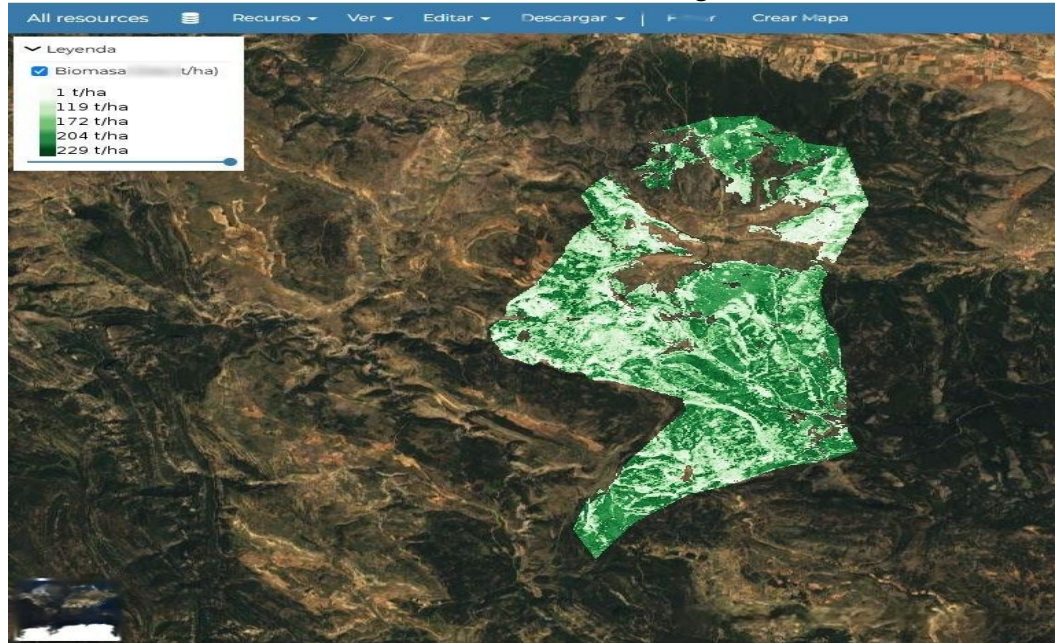 All resources Recurso Ver Editar Descargar | Crear Mapa
Leyenda
Biomasa t/ha)
1 t/ha
119 t/ha
172 t/ha
204 t/ha
229 t/ha